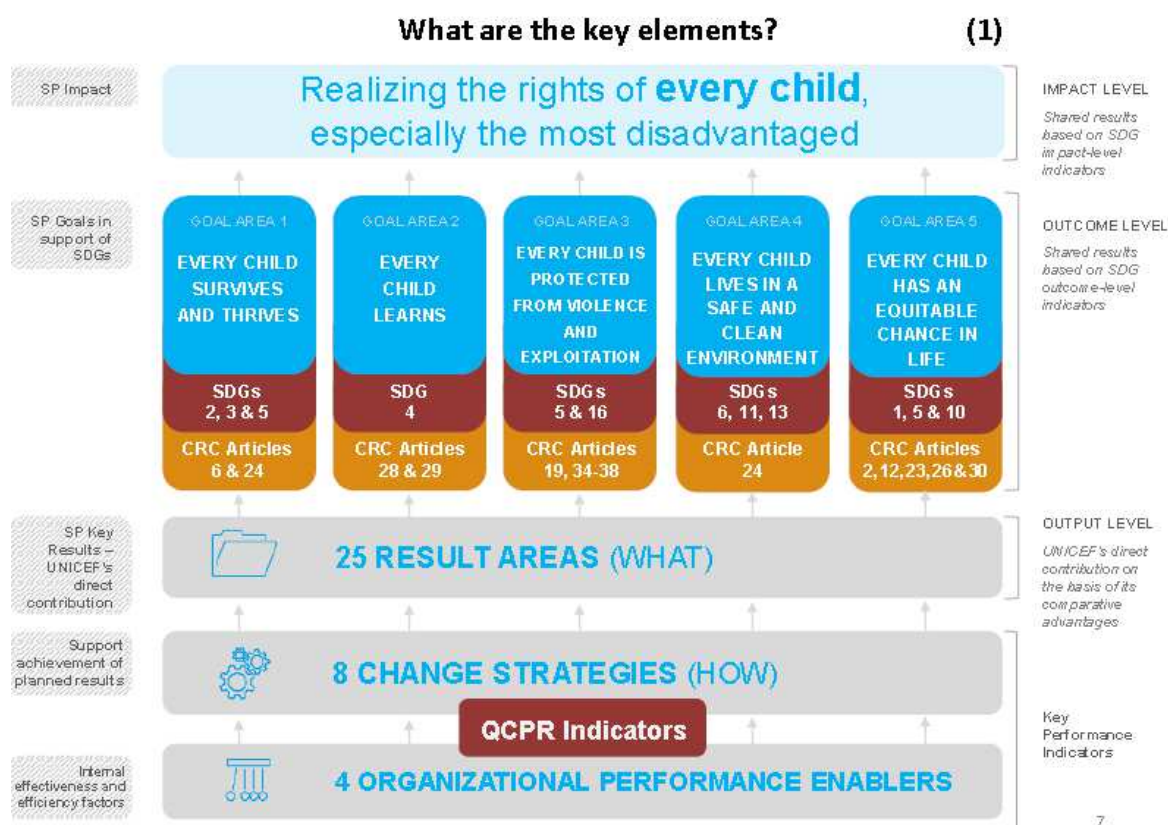 What are the key elements? (1)
SP Impact
Realizing the rights of every child,
especially the most disadvantaged
IMPACT LEVEL
Shared results
based on SDG
impact-level
indicators
SP Goals in
support of
SDGs
GOAL AREA 1
EVERY CHILD
SURVIVES
AND THRIVES
SDGs
2, 3 & 5
CRC Articles
6 & 24
GOAL AREA 2
EVERY
CHILD
LEARNS
SDG
4
CRC Articles
28 & 29
GOAL AREA 3
EVERY CHILD IS
PROTECTED
FROM VIOLENCE
AND
EXPLOITATION
SDGs
5 & 16
CRC Articles
19, 34-38
GOAL AREA 4
EVERY CHILD
LIVES IN A
SAFE AND
CLEAN
ENVIRONMENT
SDGs
6, 11, 13
CRC Article
24
GOAL AREA 5
EVERY CHILD
HAS AN
EQUITABLE
CHANCE IN
LIFE
SDGs
1, 5 & 10
CRC Articles
2,12,23,26&30
OUTCOME LEVEL
Shared results
based on SDG
outcome-level
indicators
SP Key
Results –
UNICEF's
direct
contribution
25 RESULT AREAS (WHAT)
OUTPUT LEVEL
UNICEF's direct
contribution on
the basis of its
comparative
advantages
Support
achievement of
planned results
8 CHANGE STRATEGIES (HOW)
QCPR Indicators
Key
Performance
Indicators
Internal
effectiveness and
efficiency factors
4 ORGANIZATIONAL PERFORMANCE ENABLERS
7